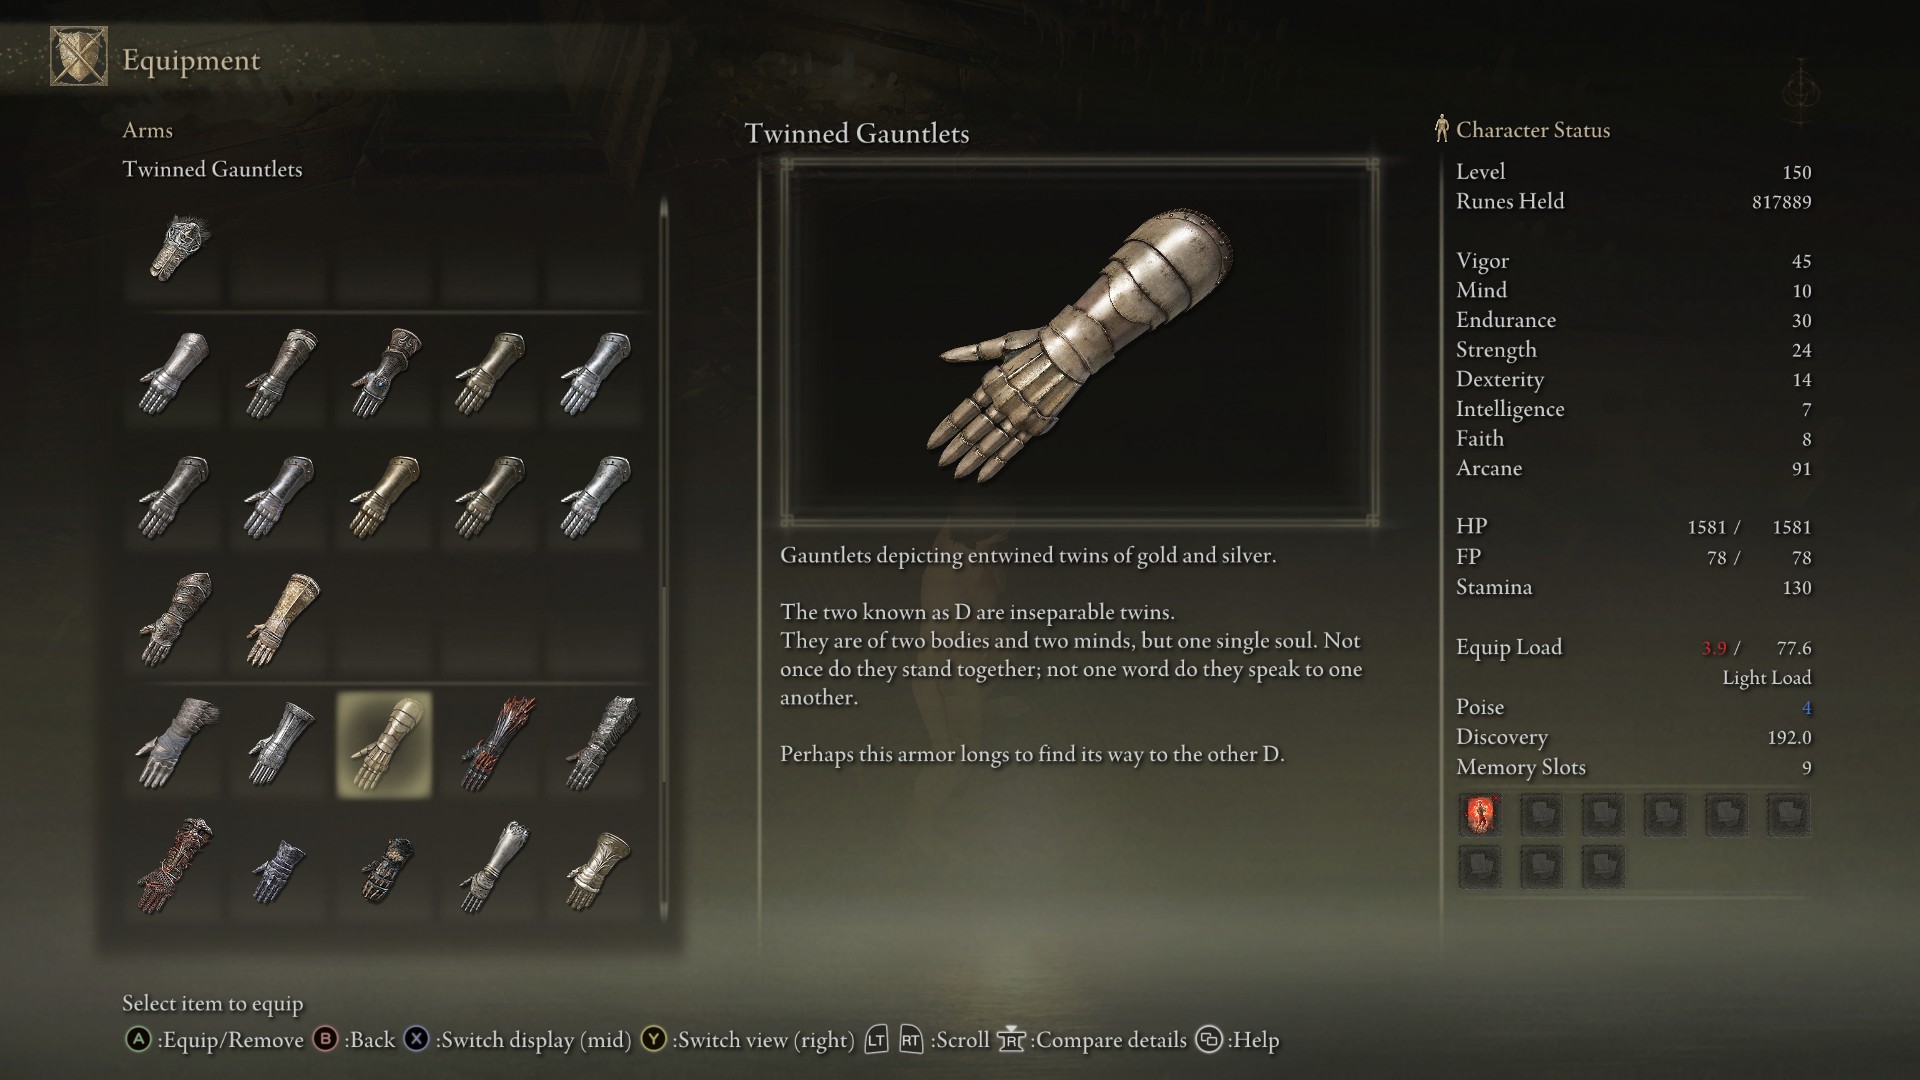 Equipment
Arms
Twinned Gauntlets
Twinned Gauntlets
Gauntlets depicting entwined twins of gold and silver.
The two known as D are inseparable twins.
They are of two bodies and two minds, but one single soul. Not
once do they stand together; not one word do they speak to one
another.
Perhaps this armor longs to find its way to the other D.
Character Status
Level 150
Runes Held 817889
Vigor 45
Mind 10
Endurance 30
Strength 24
Dexterity 14
Intelligence 7
Faith 8
Arcane 91
HP 1581 / 1581
FP 78 / 78
Stamina 130
Equip Load 3.9 / 77.6
Light Load
Poise 4
Discovery 192.0
Memory Slots 9
Select item to equip
A :Equip/Remove B :Back X :Switch display (mid) Y :Switch view (right) LT RT :Scroll R :Compare details :Help